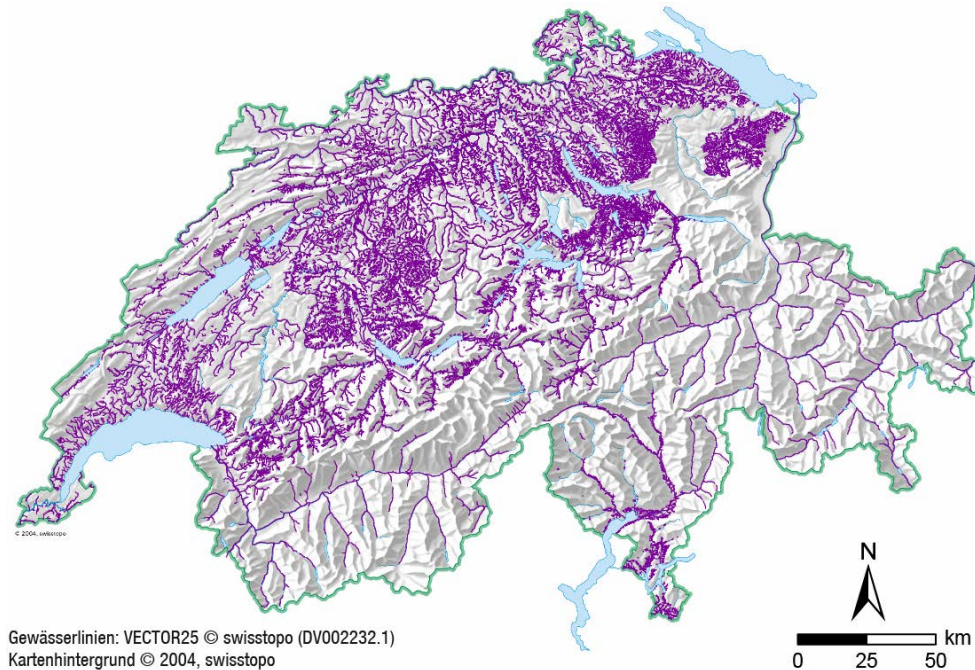 © 2004, swisstopo
N
km
0 25 50
Gewässerlinien: VECTOR25 © swisstopo (DV002232.1)
Kartenhintergrund © 2004, swisstopo